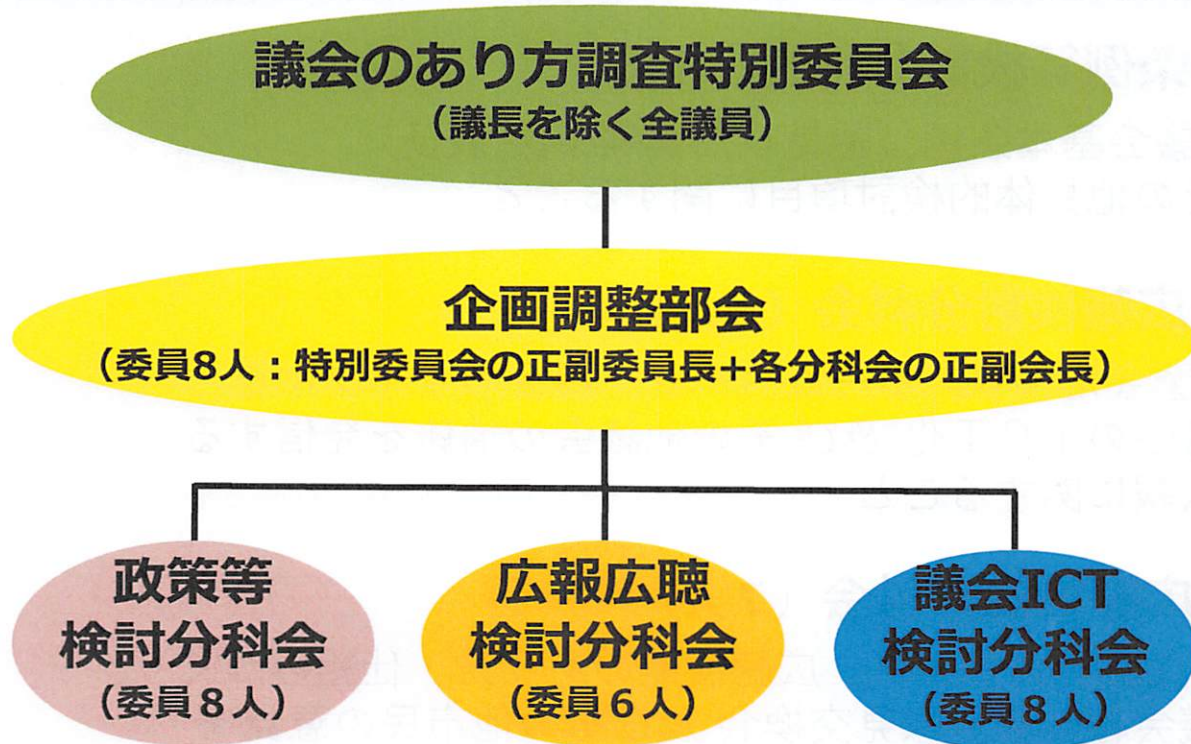 議会のあり方調査特別委員会
（議長を除く全議員）
企画調整部会
（委員8人：特別委員会の正副委員長+各分科会の正副会長）
政策等
検討分科会
（委員８人）
広報広聴
検討分科会
（委員６人）
議会ICT
検討分科会
（委員８人）